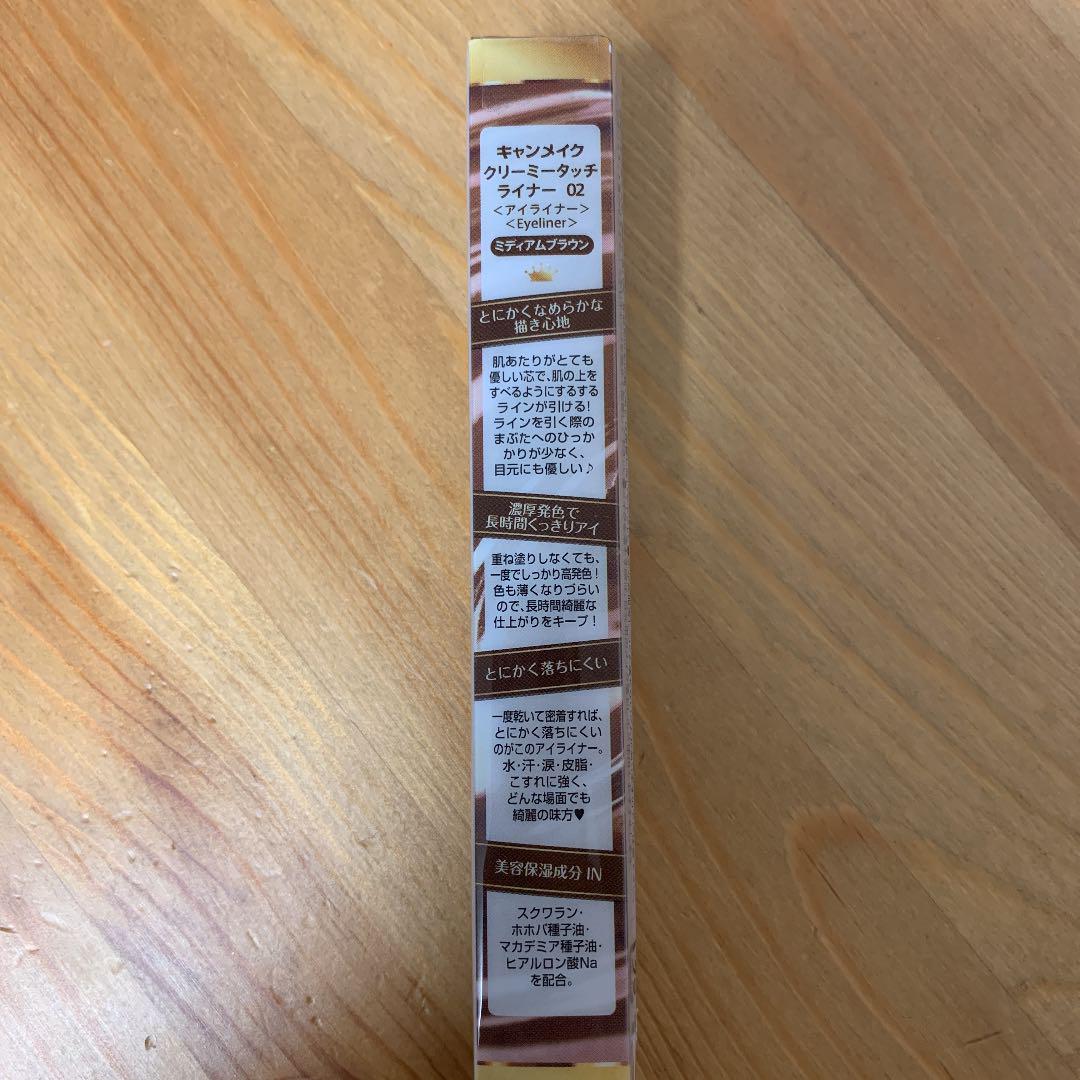 キャンメイク
クリーミータッチ
ライナー 02
＜アイライナー＞
＜Eyeliner＞
ミディアムブラウン
とにかくなめらかな
描き心地
肌あたりがとても
優しい芯で、肌の上を
すべるようにするする
ラインが引ける!
ラインを引く際の
まぶたへのひっか
かりが少なく、
目元にも優しい♪
濃厚発色で
長時間くっきりアイ
重ね塗りしなくても、
一度でしっかり高発色!
色も薄くなりづらい
ので、長時間綺麗な
仕上がりをキープ!
とにかく落ちにくい
一度乾いて密着すれば、
とにかく落ちにくい
のがこのアイライナー。
水・汗・涙・皮脂・
こすれに強く、
どんな場面でも
綺麗の味方♥
美容保湿成分 IN
スクワラン・
ホホバ種子油・
マカデミア種子油・
ヒアルロン酸Na
を配合。